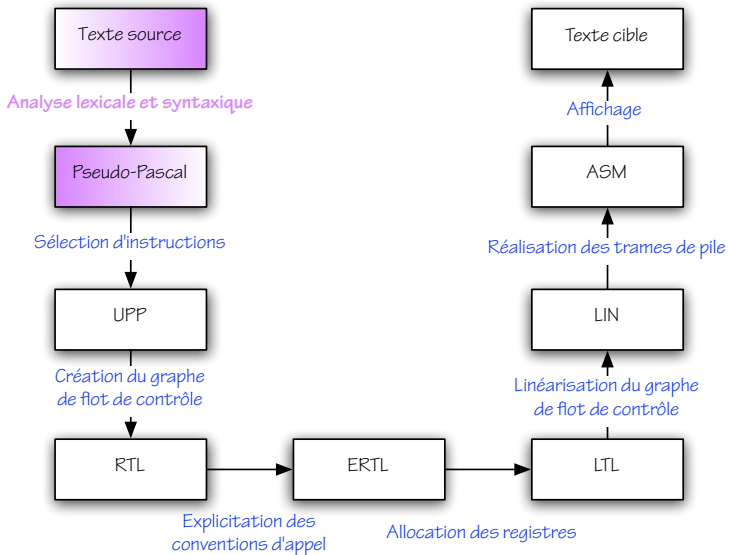 Texte source
Analyse lexicale et syntaxique
Pseudo-Pascal
Sélection d'instructions
UPP
Création du graphe
de flot de contrôle
RTL
Explicitation des
conventions d'appel
ERTL
Allocation des registres
LTL
Linéarisation du graphe
de flot de contrôle
LIN
Réalisation des trames de pile
ASM
Affichage
Texte cible